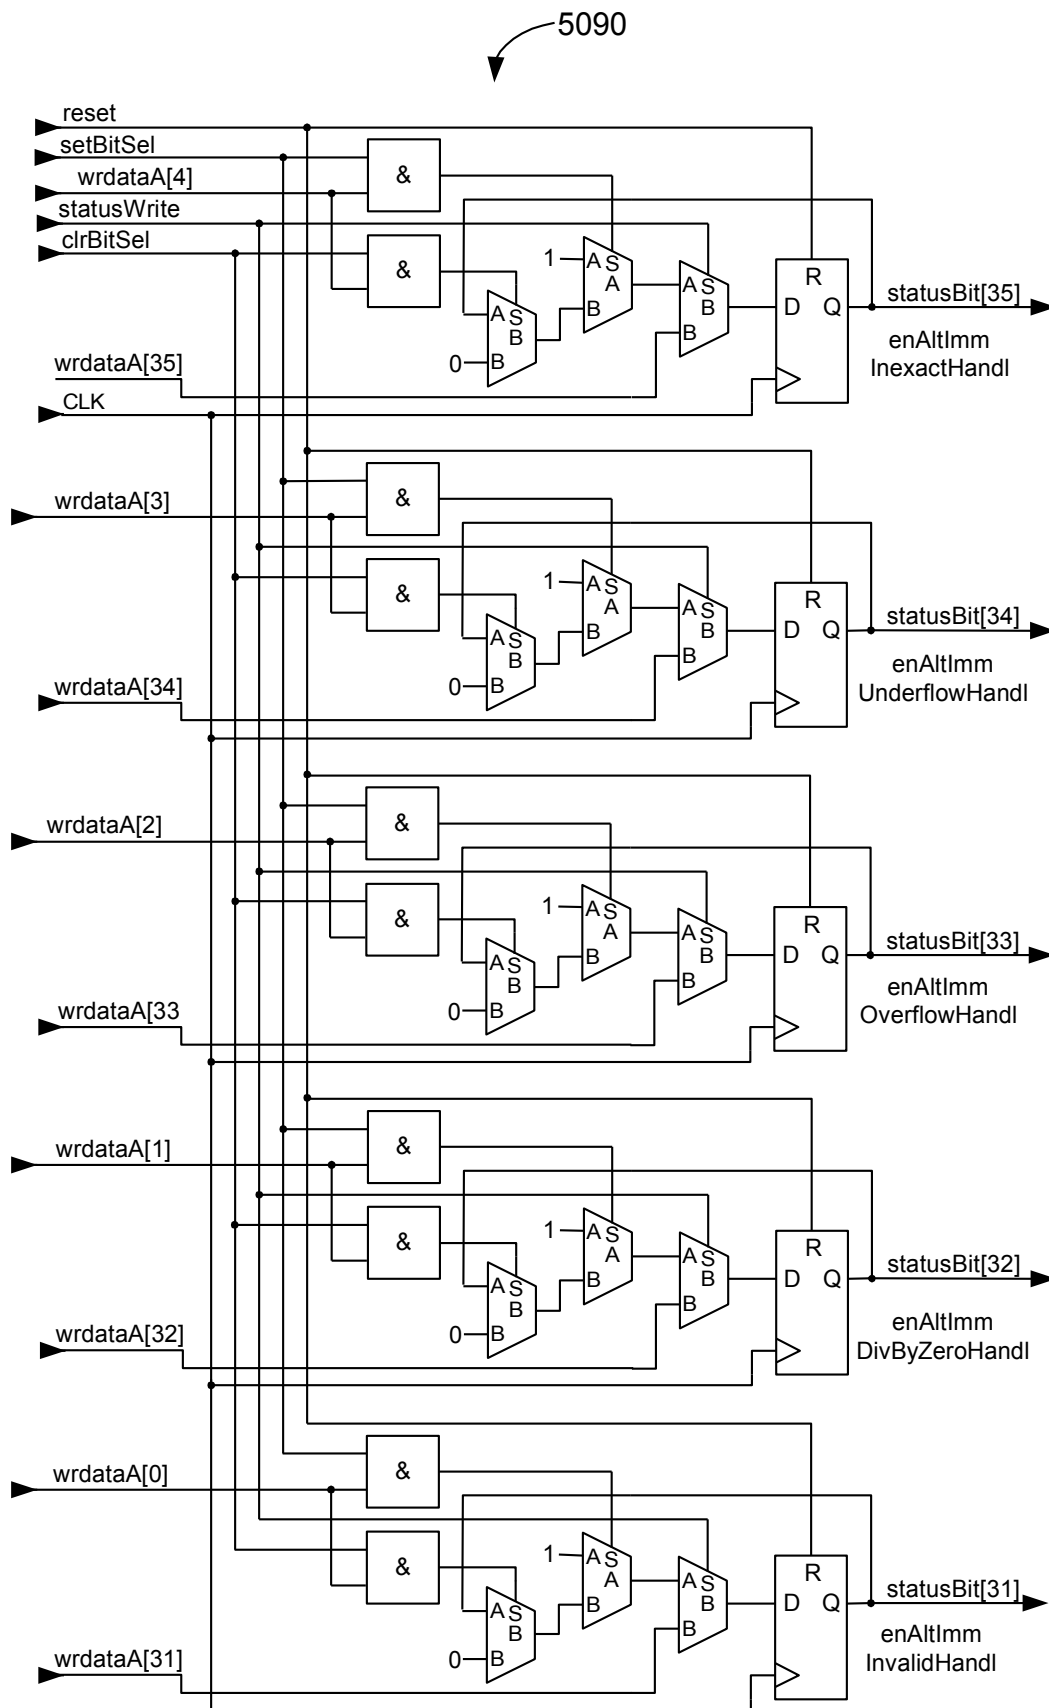 5090
reset
setBitSel
wrdataA[4]
statusWrite
clrBitSel
&
&
1 A S A B
A S B B
0
A S B B
R
D Q
statusBit[35]
enAltImm
InexactHandl
wrdataA[35]
CLK
wrdataA[3]
&
&
1 A S A B
A S B B
0
A S B B
R
D Q
statusBit[34]
enAltImm
UnderflowHandl
wrdataA[34]
wrdataA[2]
&
&
1 A S A B
A S B B
0
A S B B
R
D Q
statusBit[33]
enAltImm
OverflowHandl
wrdataA[33
wrdataA[1]
&
&
1 A S A B
A S B B
0
A S B B
R
D Q
statusBit[32]
enAltImm
DivByZeroHandl
wrdataA[32]
wrdataA[0]
&
&
1 A S A B
A S B B
0
A S B B
R
D Q
statusBit[31]
enAltImm
InvalidHandl
wrdataA[31]